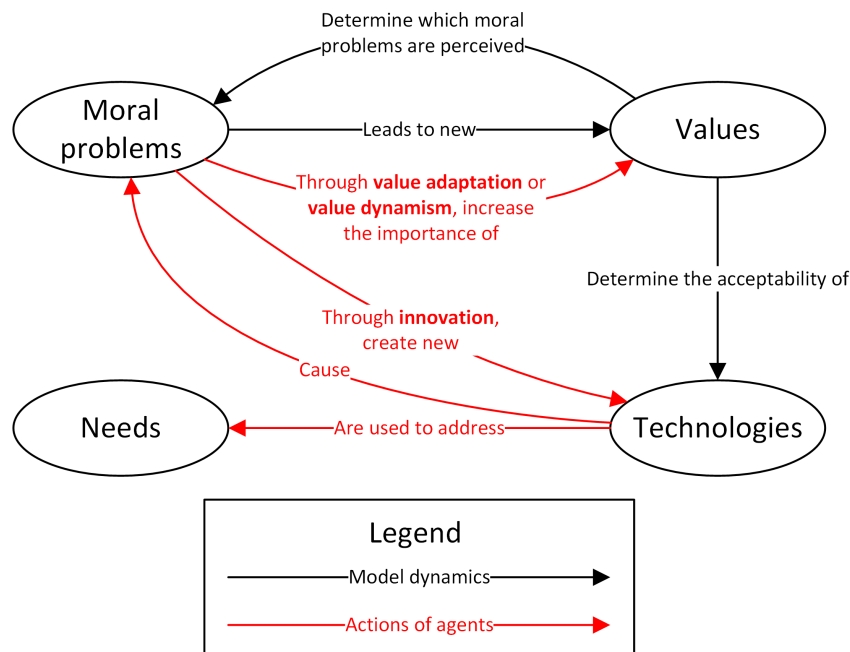 Determine which moral
problems are perceived
Moral
problems
Leads to new
Values
Through value adaptation or
value dynamism, increase
the importance of
Determine the acceptability of
Through innovation,
create new
Cause
Needs
Are used to address
Technologies
Legend
Model dynamics
Actions of agents